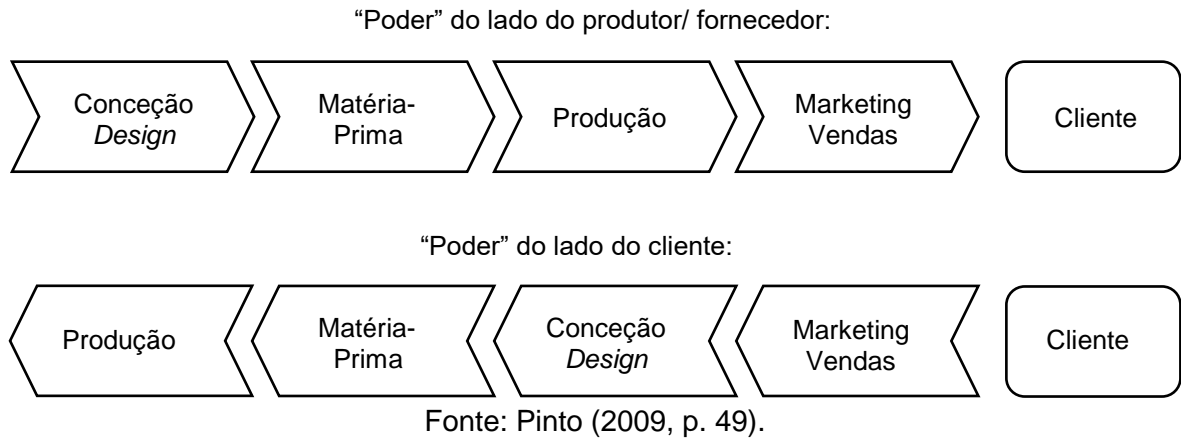 “Poder” do lado do produtor/ fornecedor:
Conceção
Design
Matéria-
Prima
Produção
Marketing
Vendas
Cliente
“Poder” do lado do cliente:
Produção
Matéria-
Prima
Conceção
Design
Marketing
Vendas
Cliente
Fonte: Pinto (2009, p. 49).